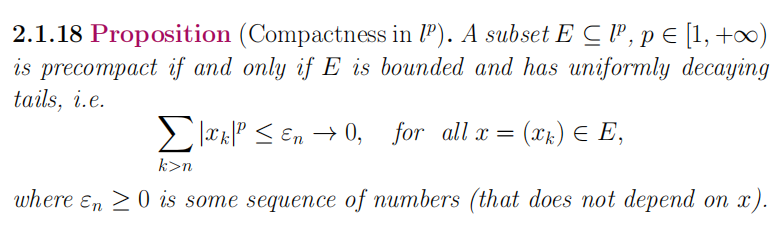 2.1.18 Proposition (Compactness in l^p). A subset E ⊆ l^p, p ∈ [1, +∞)
is precompact if and only if E is bounded and has uniformly decaying
tails, i.e.
∑_{k>n} |x_k|^p ≤ ε_n → 0, for all x = (x_k) ∈ E,
where ε_n ≥ 0 is some sequence of numbers (that does not depend on x).